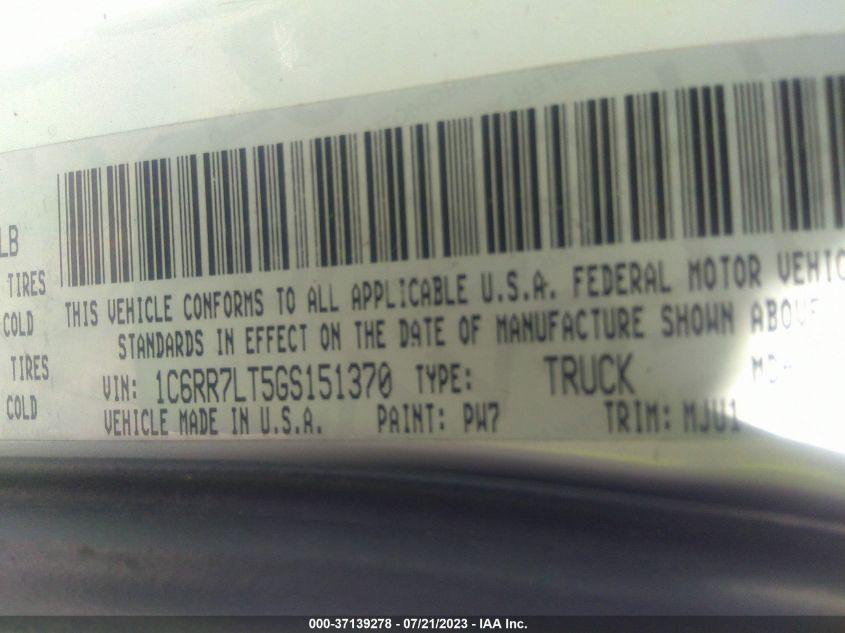 LB
TIRES
COLD
TIRES
COLD
THIS VEHICLE CONFORMS TO ALL APPLICABLE U.S.A. FEDERAL MOTOR VEHIC
STANDARDS IN EFFECT ON THE DATE OF MANUFACTURE SHOWN ABOVE
VIN: 1C6RR7LT5GS151370 TYPE: TRUCK
VEHICLE MADE IN U.S.A. PAINT: PW7 TRIM: MJU1
000-37139278 - 07/21/2023 - IAA Inc.